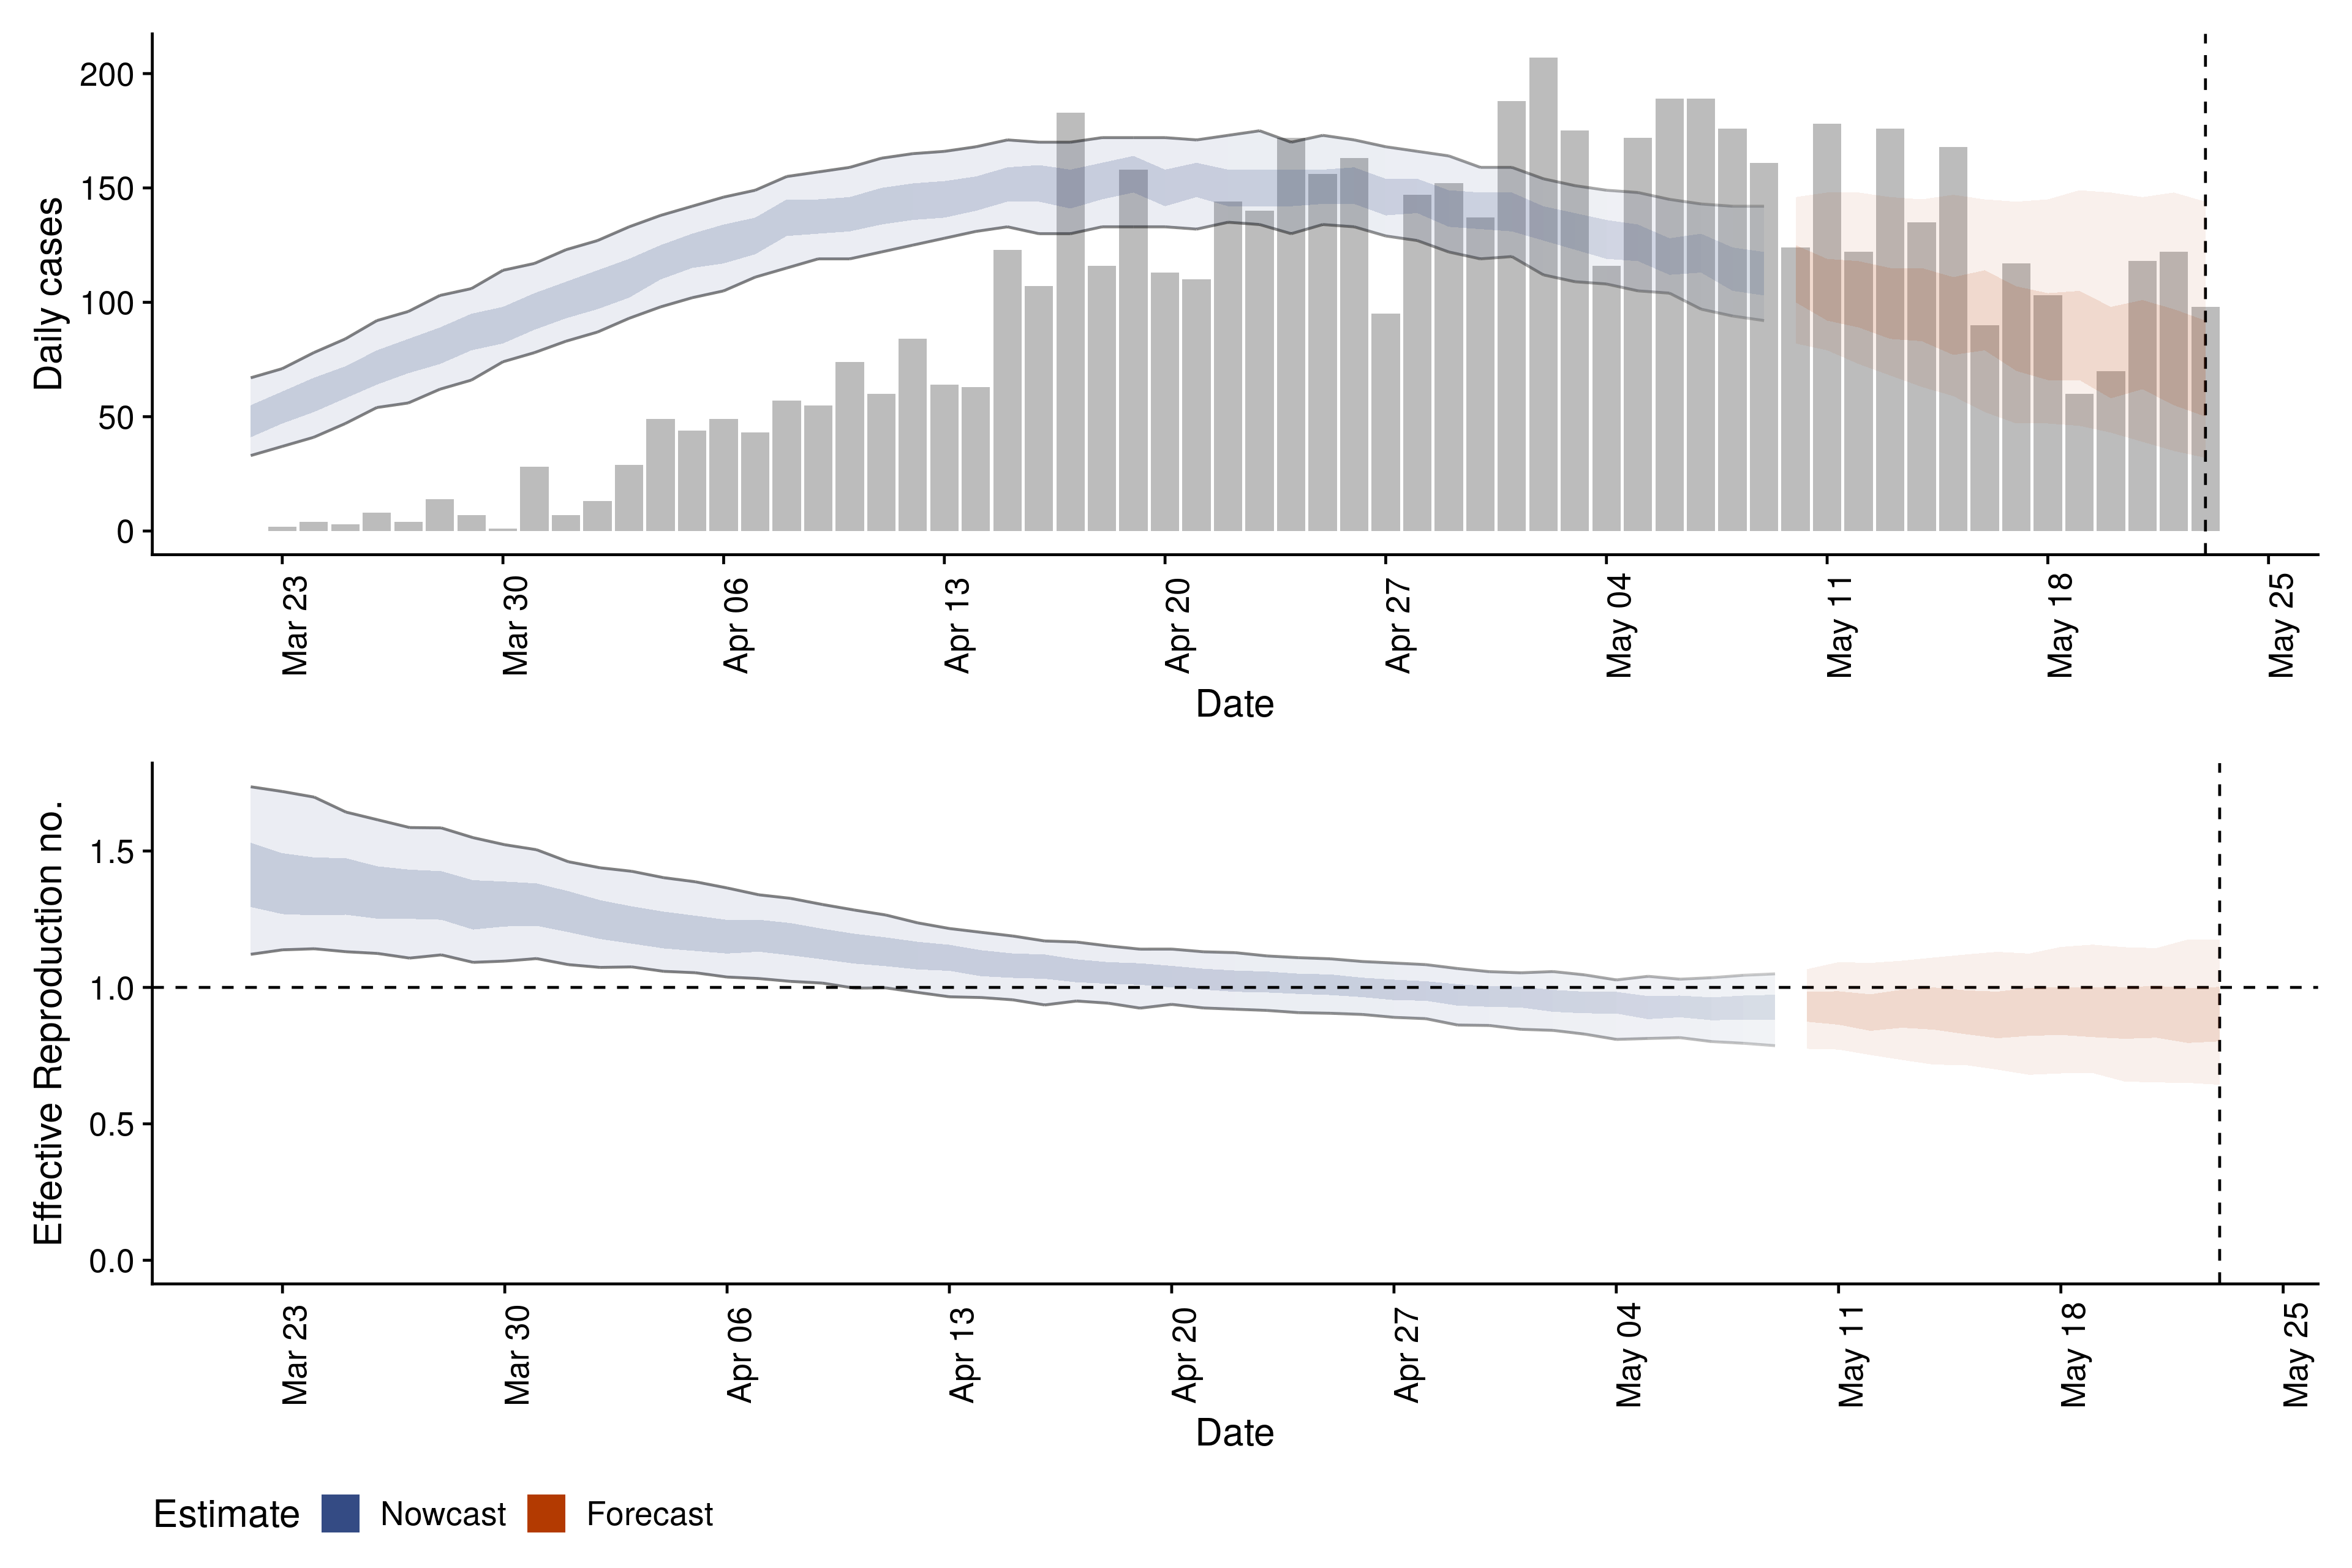 Daily cases
200
150
100
50
0
Mar 23
Mar 30
Apr 06
Apr 13
Apr 20
Apr 27
May 04
May 11
May 18
May 25
Date
Effective Reproduction no.
1.5
1.0
0.5
0.0
Mar 23
Mar 30
Apr 06
Apr 13
Apr 20
Apr 27
May 04
May 11
May 18
May 25
Date
Estimate Nowcast Forecast